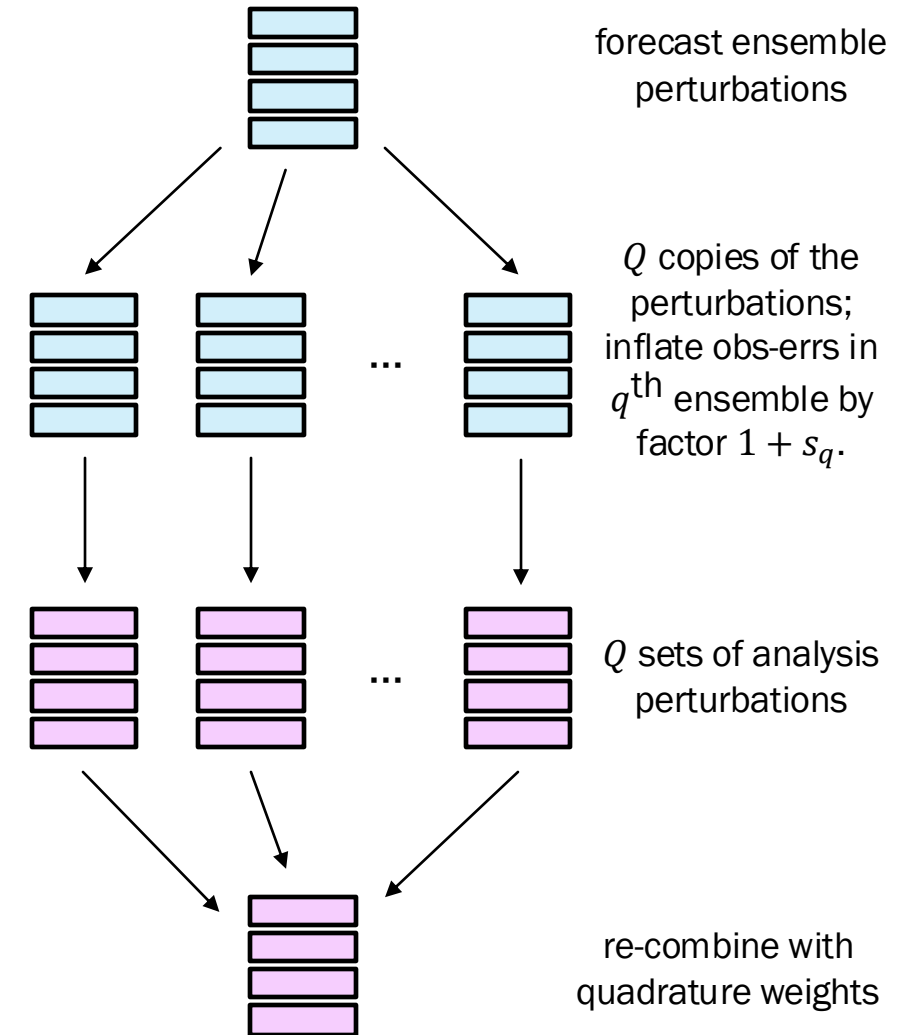 forecast ensemble
perturbations
Q copies of the
perturbations;
inflate obs-errs in
qᵗʰ ensemble by
factor 1 + s_q.
...
Q sets of analysis
perturbations
...
re-combine with
quadrature weights